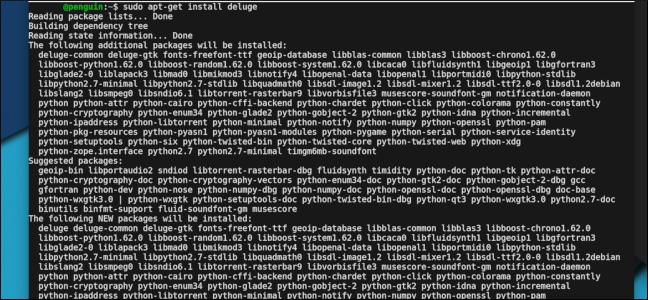 @penguin:~$ sudo apt-get install deluge
Reading package lists... Done
Building dependency tree
Reading state information... Done
The following additional packages will be installed:
deluge-common deluge-gtk fonts-freefont-ttf geoip-database libblas-common libblas3 libboost-chrono1.62.0
libboost-python1.62.0 libboost-random1.62.0 libboost-system1.62.0 libcaca0 libfluidsynth1 libgeoip1 libgfortran3
libglade2-0 liblapack3 libmad0 libmikmod3 libnotify4 libopenal-data libopenal1 libportmidi0 libpython-stdlib
libpython2.7-minimal libpython2.7-stdlib libquadmath0 libsdl-image1.2 libsdl-mixer1.2 libsdl-ttf2.0-0 libsdl1.2debian
libslang2 libsmpeg0 libsndio6.1 libtorrent-rasterbar9 libvorbisfile3 musescore-soundfont-gm notification-daemon
python python-attr python-cairo python-cffi-backend python-chardet python-click python-colorama python-constantly
python-cryptography python-enum34 python-glade2 python-gobject-2 python-gtk2 python-idna python-incremental
python-ipaddress python-libtorrent python-minimal python-notify python-numpy python-openssl python-pam
python-pkg-resources python-pyasn1 python-pyasn1-modules python-pygame python-serial python-service-identity
python-setuptools python-six python-twisted-bin python-twisted-core python-twisted-web python-xdg
python-zope.interface python2.7 python2.7-minimal timgm6mb-soundfont
Suggested packages:
geoip-bin libportaudio2 sndiod libtorrent-rasterbar-dbg fluidsynth timidity python-doc python-tk python-attr-doc
python-cryptography-doc python-cryptography-vectors python-enum34-doc python-gtk2-doc python-gobject-2-dbg gcc
gfortran python-dev python-nose python-numpy-dbg python-numpy-doc python-openssl-doc python-openssl-dbg doc-base
python-wxgtk3.0 | python-wxgtk python-setuptools-doc python-twisted-bin-dbg python-qt3 python-wxgtk3.0 python2.7-doc
binutils binfmt-support fluid-soundfont-gm musescore
The following NEW packages will be installed:
deluge deluge-common deluge-gtk fonts-freefont-ttf geoip-database libblas-common libblas3 libboost-chrono1.62.0
libboost-python1.62.0 libboost-random1.62.0 libboost-system1.62.0 libcaca0 libfluidsynth1 libgeoip1 libgfortran3
libglade2-0 liblapack3 libmad0 libmikmod3 libnotify4 libopenal-data libopenal1 libportmidi0 libpython-stdlib
libpython2.7-minimal libpython2.7-stdlib libquadmath0 libsdl-image1.2 libsdl-mixer1.2 libsdl-ttf2.0-0 libsdl1.2debian
libslang2 libsmpeg0 libsndio6.1 libtorrent-rasterbar9 libvorbisfile3 musescore-soundfont-gm notification-daemon
python python-attr python-cairo python-cffi-backend python-chardet python-click python-colorama python-constantly
python-cryptography python-enum34 python-glade2 python-gobject-2 python-gtk2 python-idna python-incremental
python-ipaddress python-libtorrent python-minimal python-notify python-numpy python-openssl python-pam